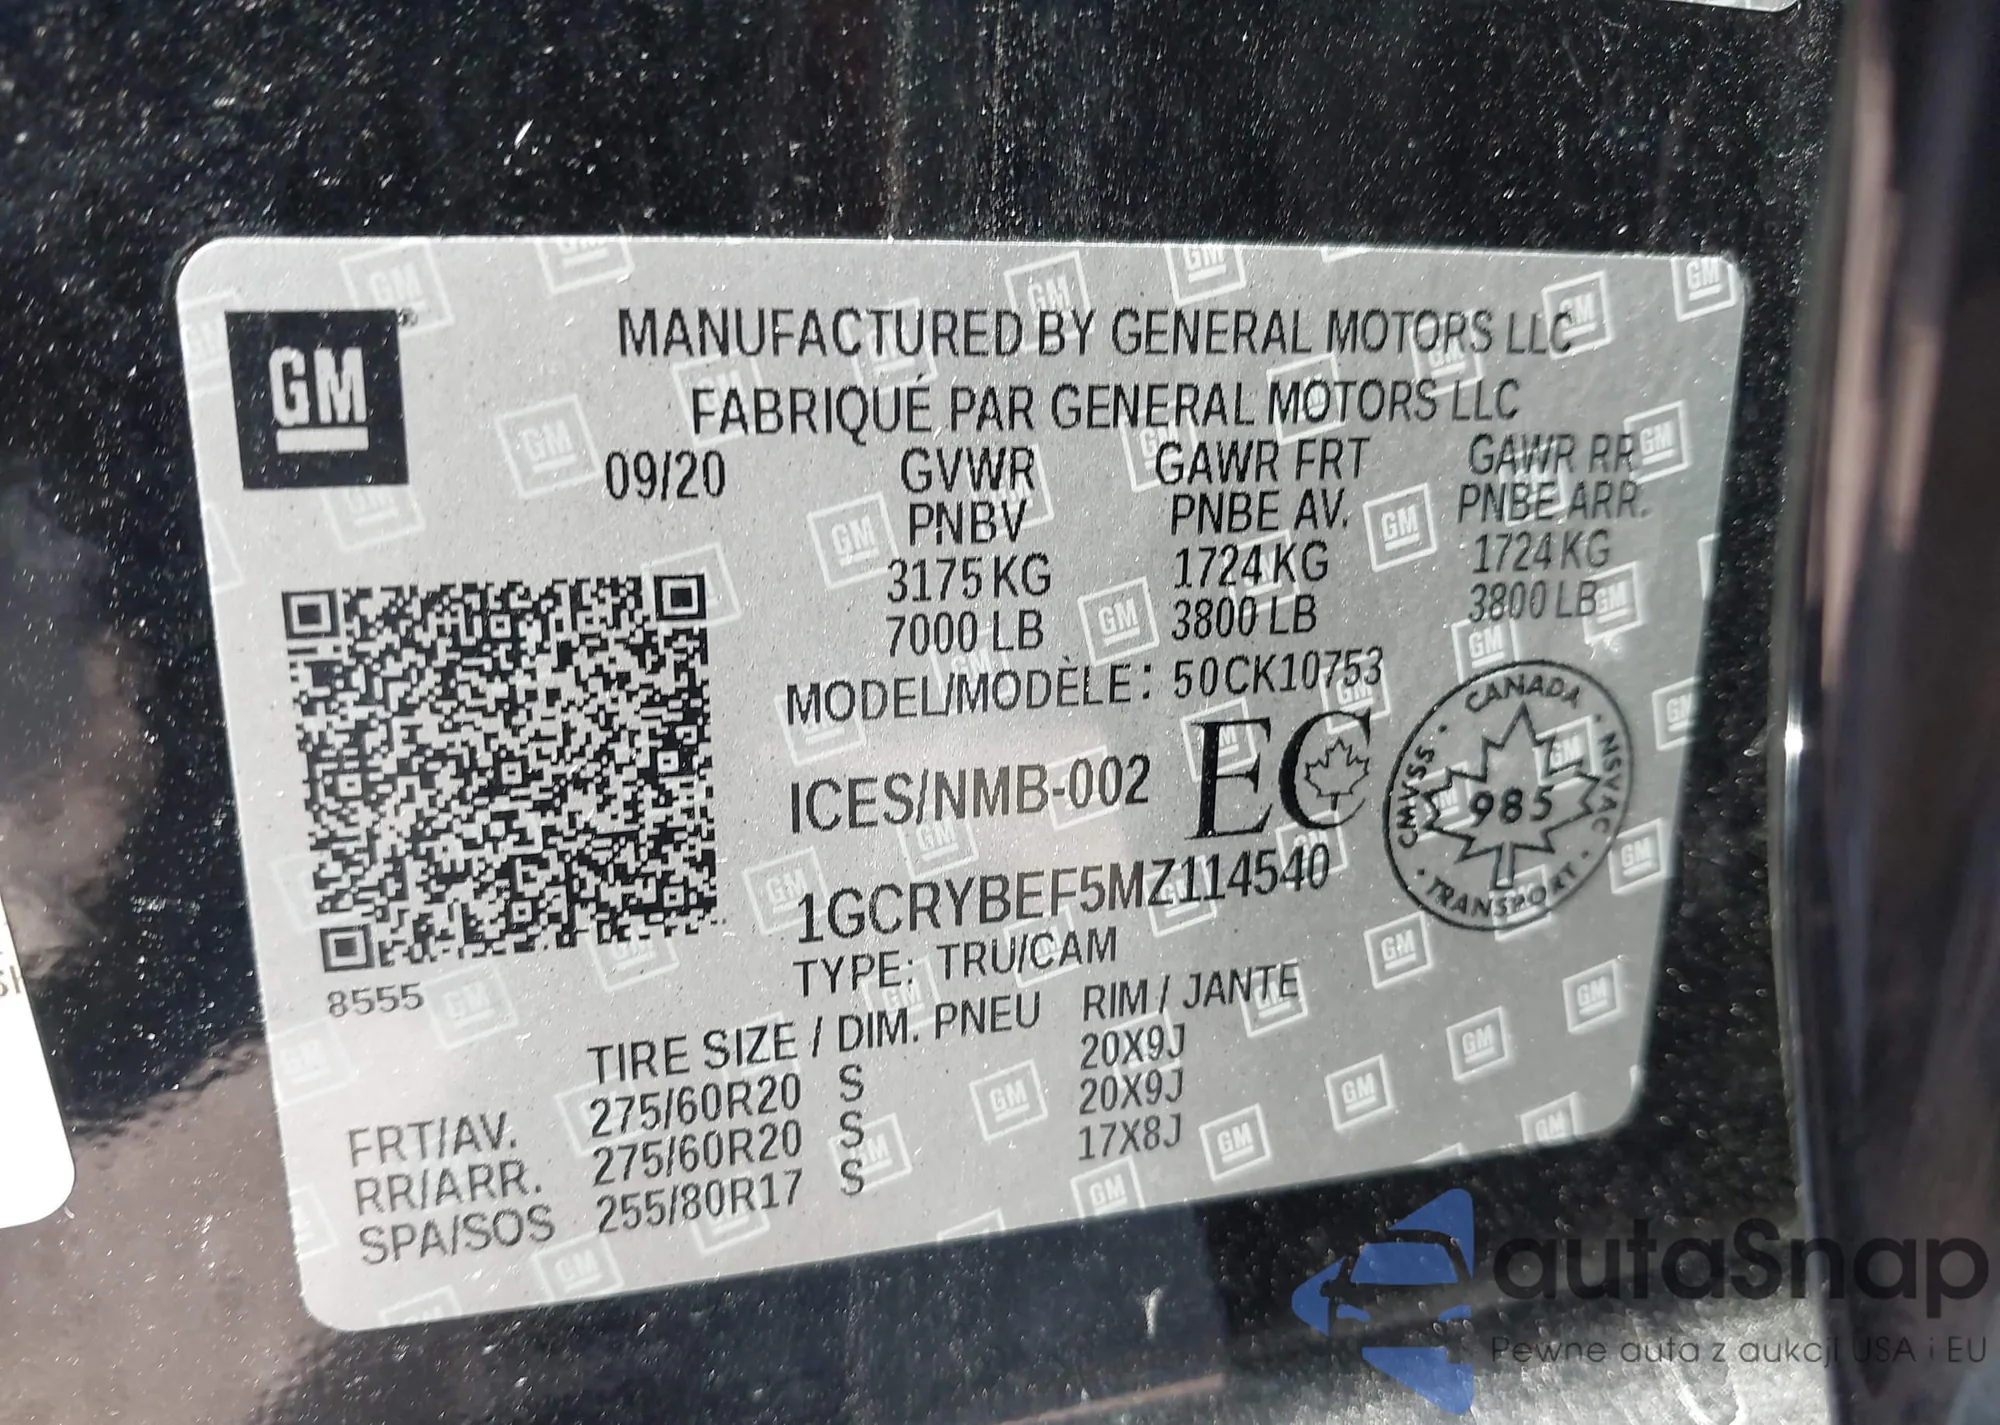 GM
MANUFACTURED BY GENERAL MOTORS LLC
FABRIQUÉ PAR GENERAL MOTORS LLC
09/20 GVWR GAWR FRT GAWR RR
PNBV PNBE AV. PNBE ARR.
3175 KG 1724 KG 1724 KG
7000 LB 3800 LB 3800 LB
MODEL/MODÈLE: 50CK10753
ICES/NMB-002 EC
CANADA · NSVAC · TRANSPORT · CMVSS ·
985
1GCRYBEF5MZ114540
TYPE: TRU/CAM
8555
TIRE SIZE / DIM. PNEU RIM / JANTE
FRT/AV. 275/60R20 S 20X9J
RR/ARR. 275/60R20 S 20X9J
SPA/SOS 255/80R17 S 17X8J
autaSnap
Pewne auta z aukcji USA i EU